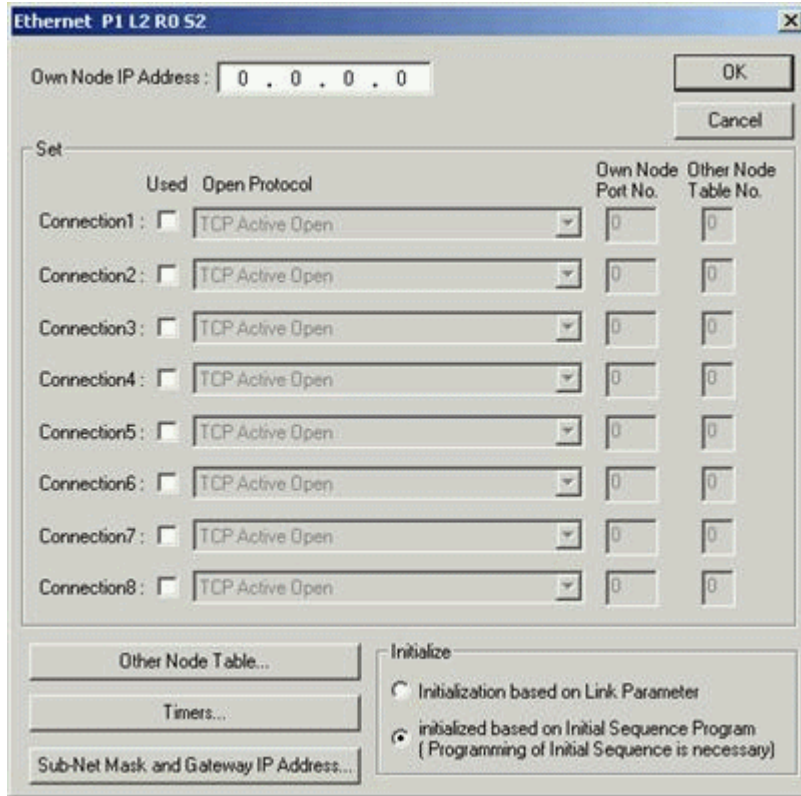 Ethernet P1 L2 R0 S2
Own Node IP Address : 0 . 0 . 0 . 0
OK
Cancel
Set
Used Open Protocol Own Node Port No. Other Node Table No.
Connection1 : TCP Active Open 0 0
Connection2 : TCP Active Open 0 0
Connection3 : TCP Active Open 0 0
Connection4 : TCP Active Open 0 0
Connection5 : TCP Active Open 0 0
Connection6 : TCP Active Open 0 0
Connection7 : TCP Active Open 0 0
Connection8 : TCP Active Open 0 0
Other Node Table...
Timers...
Sub-Net Mask and Gateway IP Address...
Initialize
Initialization based on Link Parameter
initialized based on Initial Sequence Program
( Programming of Initial Sequence is necessary)